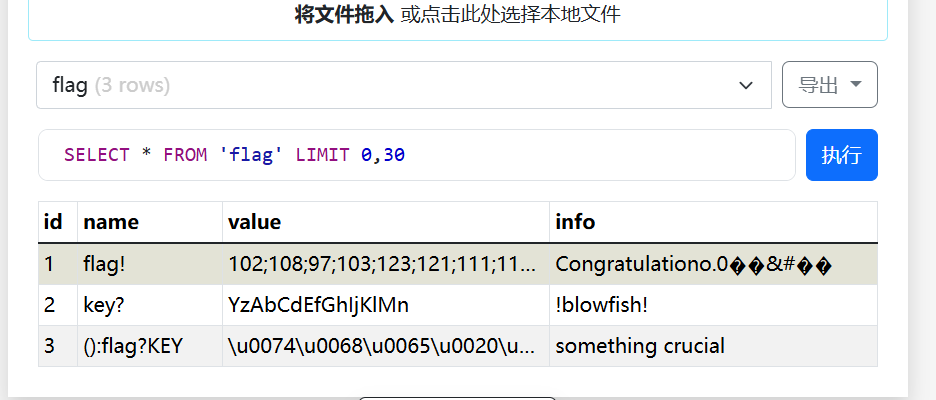 将文件拖入 或点击此处选择本地文件
flag (3 rows)
导出
SELECT * FROM 'flag' LIMIT 0,30
执行
id name value info
1 flag! 102;108;97;103;123;121;111;11... Congratulationo.0��&#��
2 key? YzAbCdEfGhIjKlMn !blowfish!
3 ():flag?KEY \u0074\u0068\u0065\u0020\u... something crucial